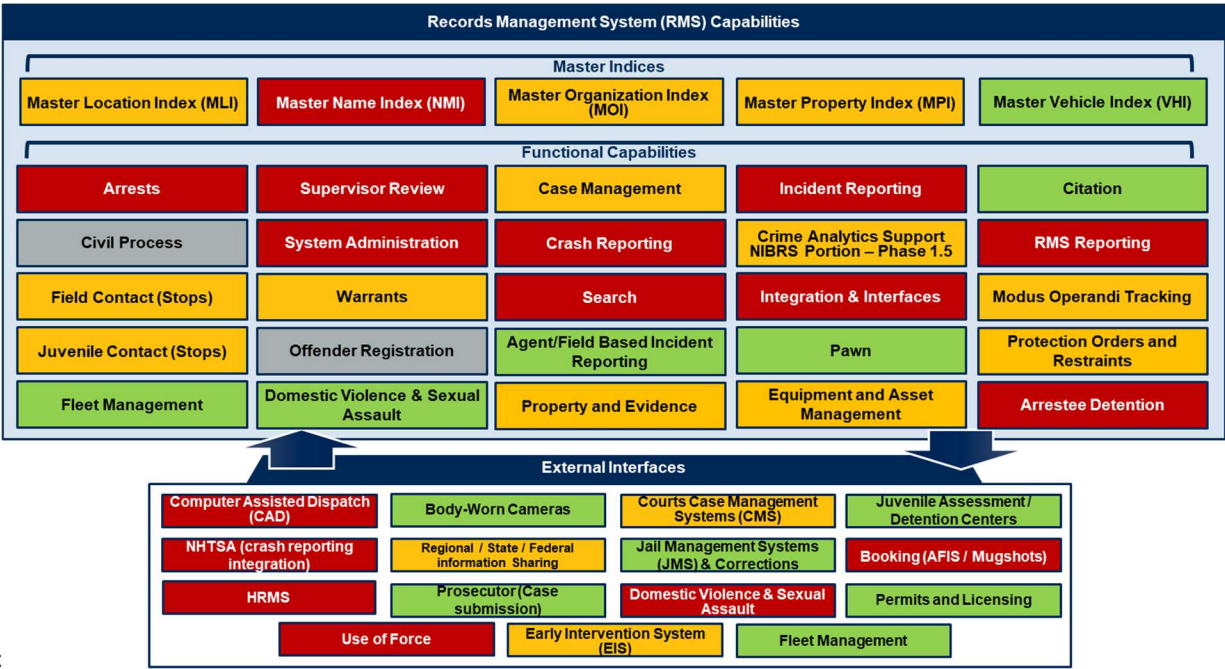 Records Management System (RMS) Capabilities
Master Indices
Master Location Index (MLI)
Master Name Index (NMI)
Master Organization Index
(MOI)
Master Property Index (MPI)
Master Vehicle Index (VHI)
Functional Capabilities
Arrests
Supervisor Review
Case Management
Incident Reporting
Citation
Civil Process
System Administration
Crash Reporting
Crime Analytics Support
NIBRS Portion – Phase 1.5
RMS Reporting
Field Contact (Stops)
Warrants
Search
Integration & Interfaces
Modus Operandi Tracking
Juvenile Contact (Stops)
Offender Registration
Agent/Field Based Incident
Reporting
Pawn
Protection Orders and
Restraints
Fleet Management
Domestic Violence & Sexual
Assault
Property and Evidence
Equipment and Asset
Management
Arrestee Detention
External Interfaces
Computer Assisted Dispatch
(CAD)
Body-Worn Cameras
Courts Case Management
Systems (CMS)
Juvenile Assessment /
Detention Centers
NHTSA (crash reporting
integration)
Regional / State / Federal
information Sharing
Jail Management Systems
(JMS) & Corrections
Booking (AFIS / Mugshots)
HRMS
Prosecutor (Case
submission)
Domestic Violence & Sexual
Assault
Permits and Licensing
Use of Force
Early Intervention System
(EIS)
Fleet Management